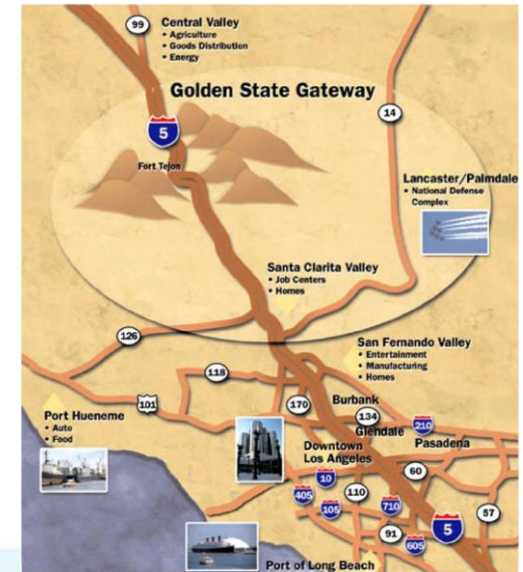 99
Central Valley
• Agriculture
• Goods Distribution
• Energy
Golden State Gateway
5
14
Fort Tejon
Lancaster/Palmdale
• National Defense
Complex
Santa Clarita Valley
• Job Centers
• Homes
126
San Fernando Valley
• Entertainment
• Manufacturing
• Homes
118
101
170
Burbank
134
Glendale
210
Pasadena
Port Hueneme
• Auto
• Food
Downtown
Los Angeles
10
60
405
110
105
710
57
91
5
605
Port of Long Beach